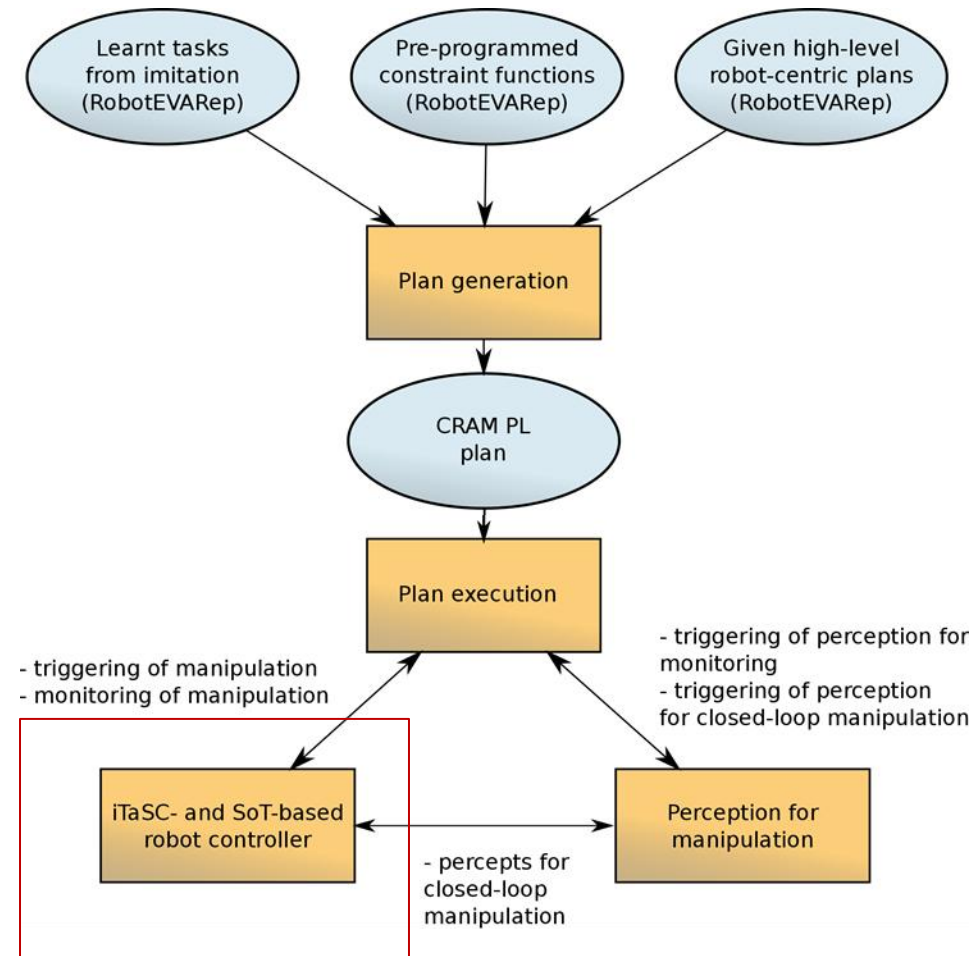 Learnt tasks
from imitation
(RobotEVARep)
Pre-programmed
constraint functions
(RobotEVARep)
Given high-level
robot-centric plans
(RobotEVARep)
Plan generation
CRAM PL
plan
Plan execution
- triggering of manipulation
- monitoring of manipulation
- triggering of perception for
monitoring
- triggering of perception
for closed-loop manipulation
iTaSC- and SoT-based
robot controller
Perception for
manipulation
- percepts for
closed-loop
manipulation